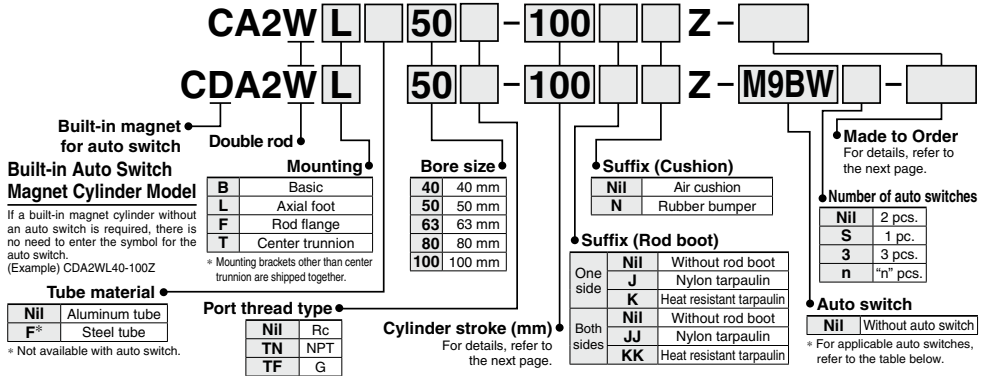 CA2W L 50 - 100 Z -
CDA2W L 50 - 100 Z - M9BW -
Built-in magnet
for auto switch
Double rod
Built-in Auto Switch
Magnet Cylinder Model
If a built-in magnet cylinder without
an auto switch is required, there is
no need to enter the symbol for the
auto switch.
(Example) CDA2WL40-100Z
Mounting
B Basic
L Axial foot
F Rod flange
T Center trunnion
* Mounting brackets other than center
trunnion are shipped together.
Tube material
Nil Aluminum tube
F* Steel tube
* Not available with auto switch.
Bore size
40 40 mm
50 50 mm
63 63 mm
80 80 mm
100 100 mm
Port thread type
Nil Rc
TN NPT
TF G
Cylinder stroke (mm)
For details, refer to
the next page.
Suffix (Cushion)
Nil Air cushion
N Rubber bumper
Suffix (Rod boot)
One side
Nil Without rod boot
J Nylon tarpaulin
K Heat resistant tarpaulin
Both sides
Nil Without rod boot
JJ Nylon tarpaulin
KK Heat resistant tarpaulin
Made to Order
For details, refer to
the next page.
Number of auto switches
Nil 2 pcs.
S 1 pc.
3 3 pcs.
n "n" pcs.
Auto switch
Nil Without auto switch
* For applicable auto switches,
refer to the table below.